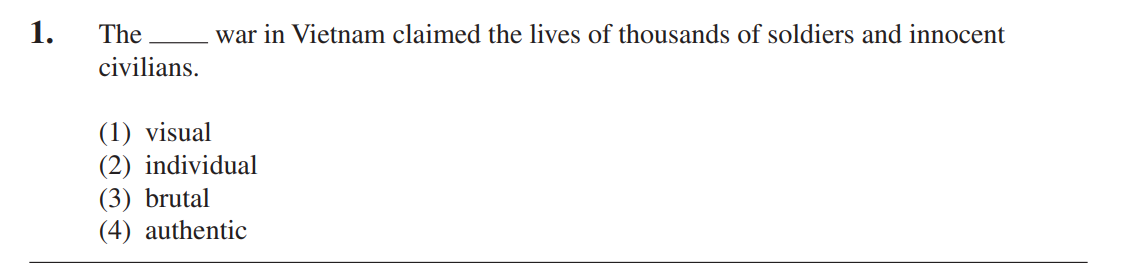 1. The _____ war in Vietnam claimed the lives of thousands of soldiers and innocent
civilians.
(1) visual
(2) individual
(3) brutal
(4) authentic